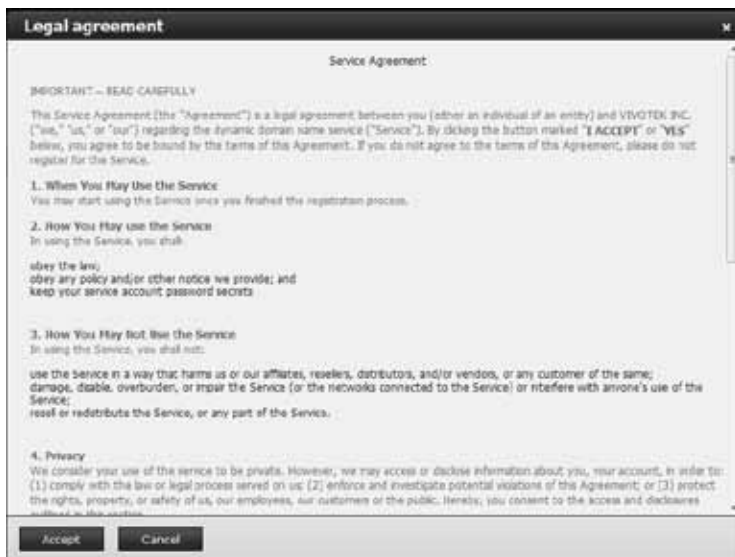 Legal agreement
Service Agreement
IMPORTANT – READ CAREFULLY
This Service Agreement (the "Agreement") is a legal agreement between you (either an individual of an entity) and VIVOTEK INC.
("we," "us," or "our") regarding the dynamic domain name service ("Service"). By clicking the button marked "I ACCEPT" or "YES"
below, you agree to be bound by the terms of this Agreement. If you do not agree to the terms of this Agreement, please do not
register for the Service.
1. When You May Use the Service
You may start using the Service once you finished the registration process.
2. How You May use the Service
In using the Service, you shall:
obey the law;
obey any policy and/or other notice we provide; and
keep your service account password secrets
3. How You May Not Use the Service
In using the Service, you shall not:
use the Service in a way that harms us or our affiliates, resellers, distributors, and/or vendors, or any customer of the same;
damage, disable, overburden, or impair the Service (or the networks connected to the Service) or interfere with anyone's use of the
Service;
resell or redistribute the Service, or any part of the Service.
4. Privacy
We consider your use of the service to be private. However, we may access or disclose information about you, your account, in order to:
(1) comply with the law or legal process served on us; (2) enforce and investigate potential violations of this Agreement; or (3) protect
the rights, property, or safety of us, our employees, our customers or the public. Hereby, you consent to the access and disclosures
outlined in this section.
Accept
Cancel